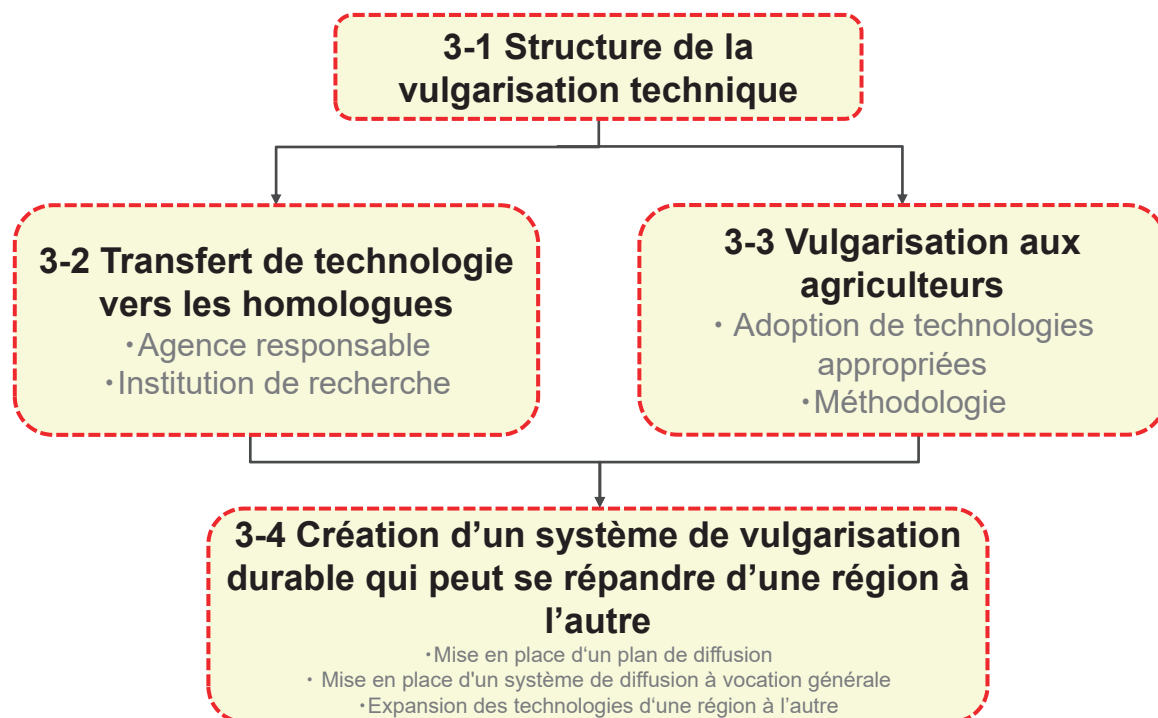 3-1 Structure de la
vulgarisation technique
3-2 Transfert de technologie
vers les homologues
・Agence responsable
・Institution de recherche
3-3 Vulgarisation aux
agriculteurs
・ Adoption de technologies
appropriées
・Méthodologie
3-4 Création d’un système de vulgarisation
durable qui peut se répandre d’une région à
l’autre
・Mise en place d‘un plan de diffusion
・ Mise en place d'un système de diffusion à vocation générale
・Expansion des technologies d‘une région à l’autre